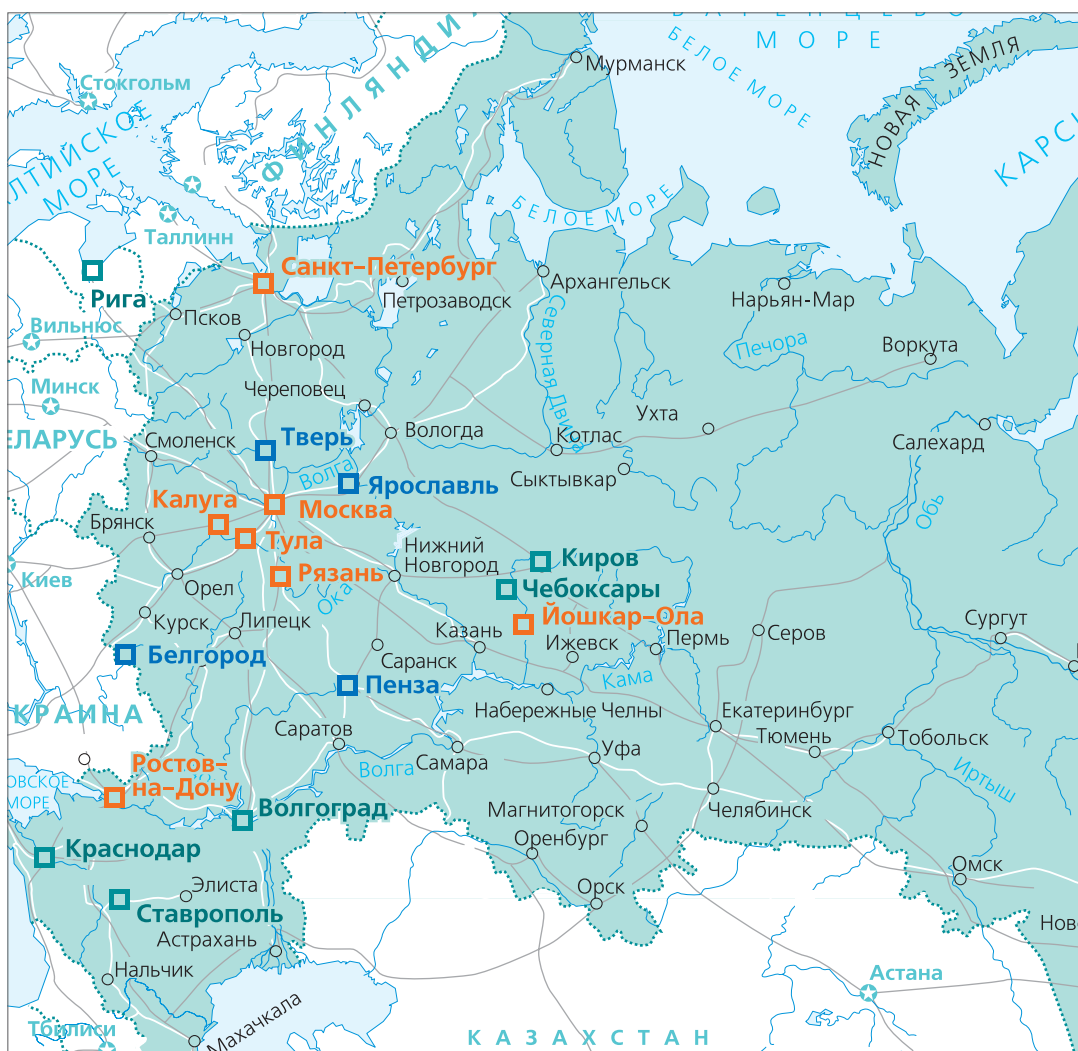 БАРЕНЦЕВО
МОРЕ
Мурманск
БЕЛОЕ МОРЕ
НОВАЯ ЗЕМЛЯ
Стокгольм
ФИНЛЯНДИ
КАРС
ЛТИЙСКОЕ
МОРЕ
БЕЛОЕ МОРЕ
Таллинн
Санкт–Петербург
Рига
Петрозаводск
Архангельск
Нарьян-Мар
Псков
Вильнюс
Новгород
Северная Двина
Печора
Воркута
Минск
Череповец
Ухта
ЕЛАРУСЬ
Смоленск
Тверь
Вологда
Котлас
Салехард
Волга
Сыктывкар
Ярославль
Калуга
Москва
Обь
Брянск
Тула
Нижний
Новгород
Киров
Киев
Рязань
Чебоксары
Орел
Ока
Йошкар–Ола
Курск
Липецк
Казань
Пермь
Серов
Сургут
Белгород
Саранск
Ижевск
Пенза
Кама
КРАИНА
Набережные Челны
Екатеринбург
Саратов
Тюмень
Тобольск
Уфа
Ростов–
на–Дону
Волга
Самара
Иртыш
ОВСКОЕ
МОРЕ
Волгоград
Магнитогорск
Челябинск
Оренбург
Краснодар
Омск
Элиста
Орск
Ставрополь
Нов
Астрахань
Нальчик
Астана
Махачкала
Тбилиси
КАЗАХСТАН